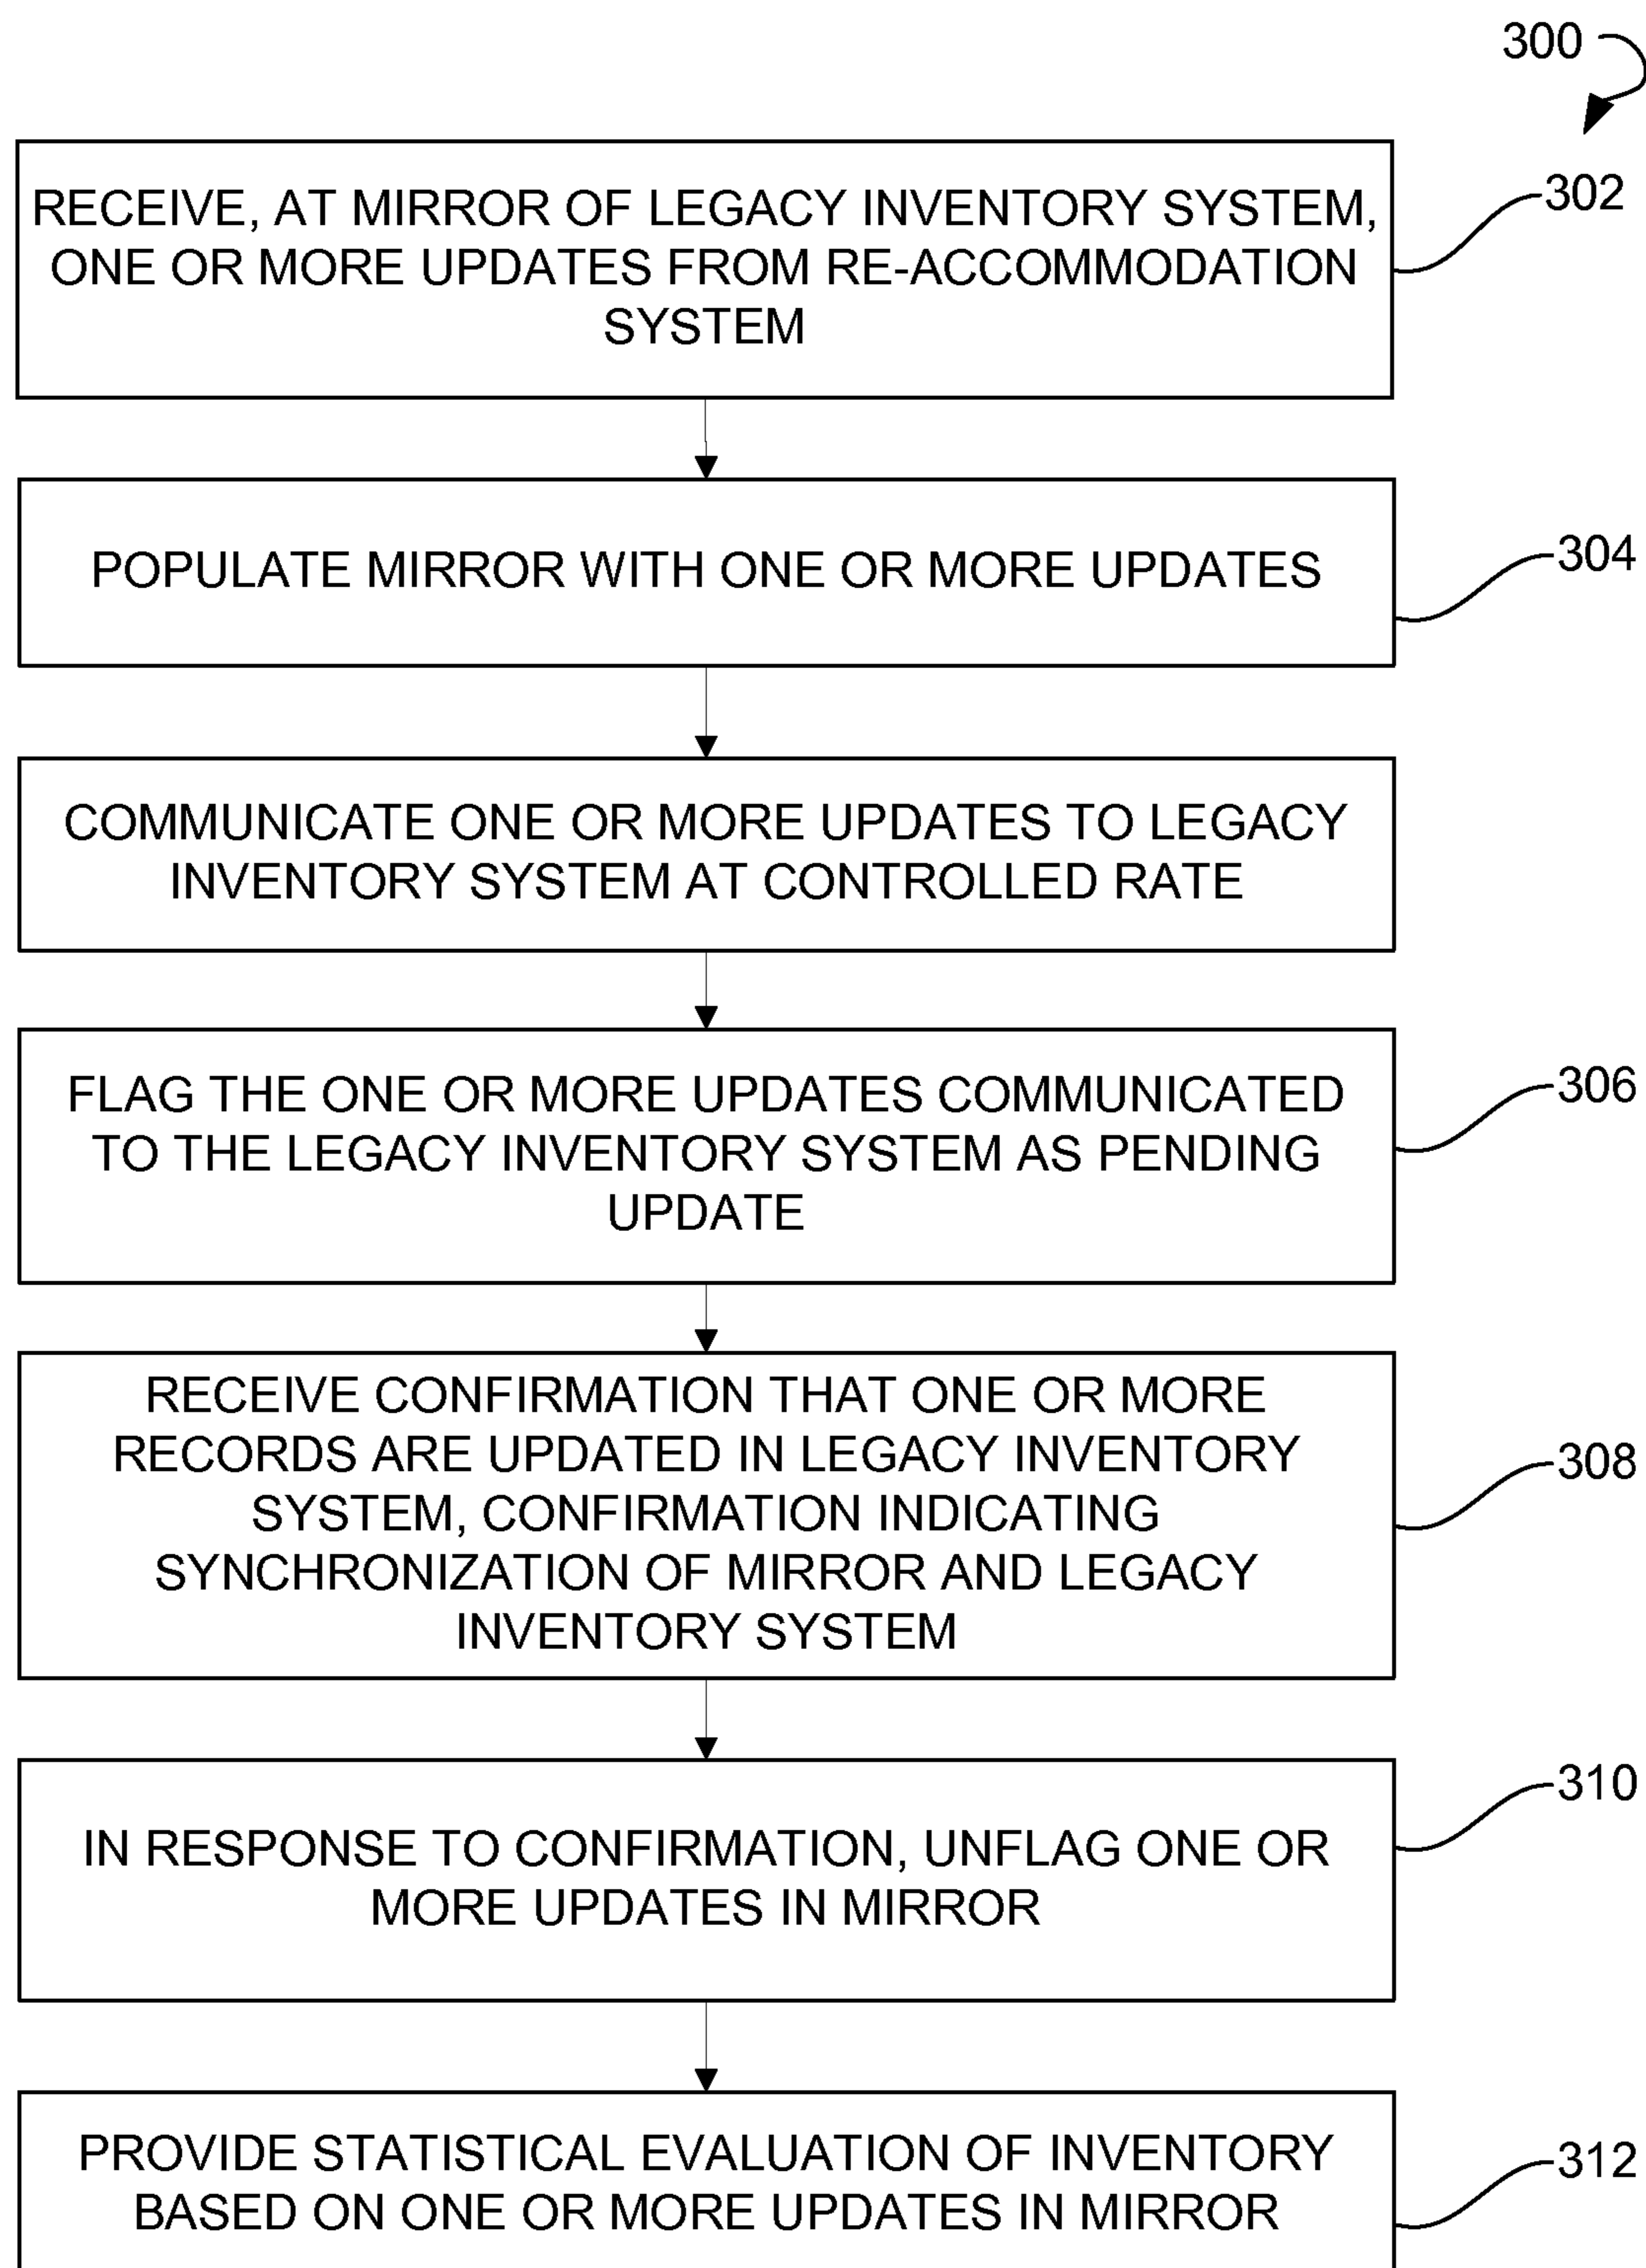 300
RECEIVE, AT MIRROR OF LEGACY INVENTORY SYSTEM,
ONE OR MORE UPDATES FROM RE-ACCOMMODATION
SYSTEM
302
POPULATE MIRROR WITH ONE OR MORE UPDATES
304
COMMUNICATE ONE OR MORE UPDATES TO LEGACY
INVENTORY SYSTEM AT CONTROLLED RATE
FLAG THE ONE OR MORE UPDATES COMMUNICATED
TO THE LEGACY INVENTORY SYSTEM AS PENDING
UPDATE
306
RECEIVE CONFIRMATION THAT ONE OR MORE
RECORDS ARE UPDATED IN LEGACY INVENTORY
SYSTEM, CONFIRMATION INDICATING
SYNCHRONIZATION OF MIRROR AND LEGACY
INVENTORY SYSTEM
308
IN RESPONSE TO CONFIRMATION, UNFLAG ONE OR
MORE UPDATES IN MIRROR
310
PROVIDE STATISTICAL EVALUATION OF INVENTORY
BASED ON ONE OR MORE UPDATES IN MIRROR
312